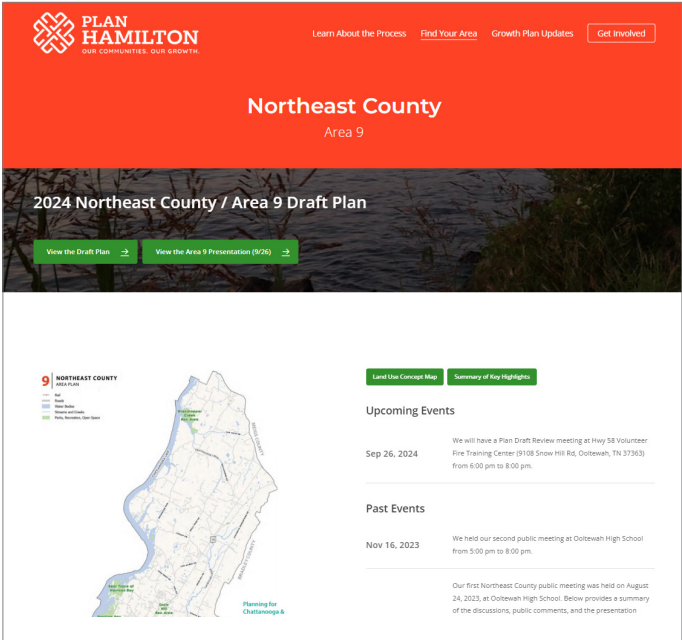 PLAN
HAMILTON
OUR COMMUNITIES. OUR GROWTH.
Learn About the Process
Find Your Area
Growth Plan Updates
Get Involved
Northeast County
Area 9
2024 Northeast County / Area 9 Draft Plan
View the Draft Plan
View the Area 9 Presentation (9/26)
9 NORTHEAST COUNTY
AREA PLAN
Rail
Roads
Water Bodies
Streams and Creeks
Parks, Recreation, Open Space
MEIGS COUNTY
BRADLEY COUNTY
Planning for
Chattanooga &
Land Use Concept Map
Summary of Key Highlights
Upcoming Events
Sep 26, 2024
We will have a Plan Draft Review meeting at Hwy 58 Volunteer
Fire Training Center (9108 Snow Hill Rd, Ooltewah, TN 37363)
from 6:00 pm to 8:00 pm.
Past Events
Nov 16, 2023
We held our second public meeting at Ooltewah High School
from 5:00 pm to 8:00 pm.
Our first Northeast County public meeting was held on August
24, 2023, at Ooltewah High School. Below provides a summary
of the discussions, public comments, and the presentation